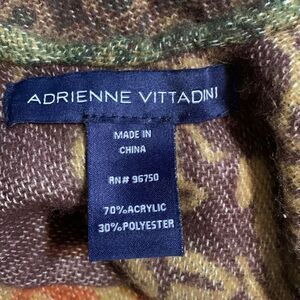 ADRIENNE VITTADINI
MADE IN
CHINA
RN# 96750
70%ACRYLIC
30%POLYESTER